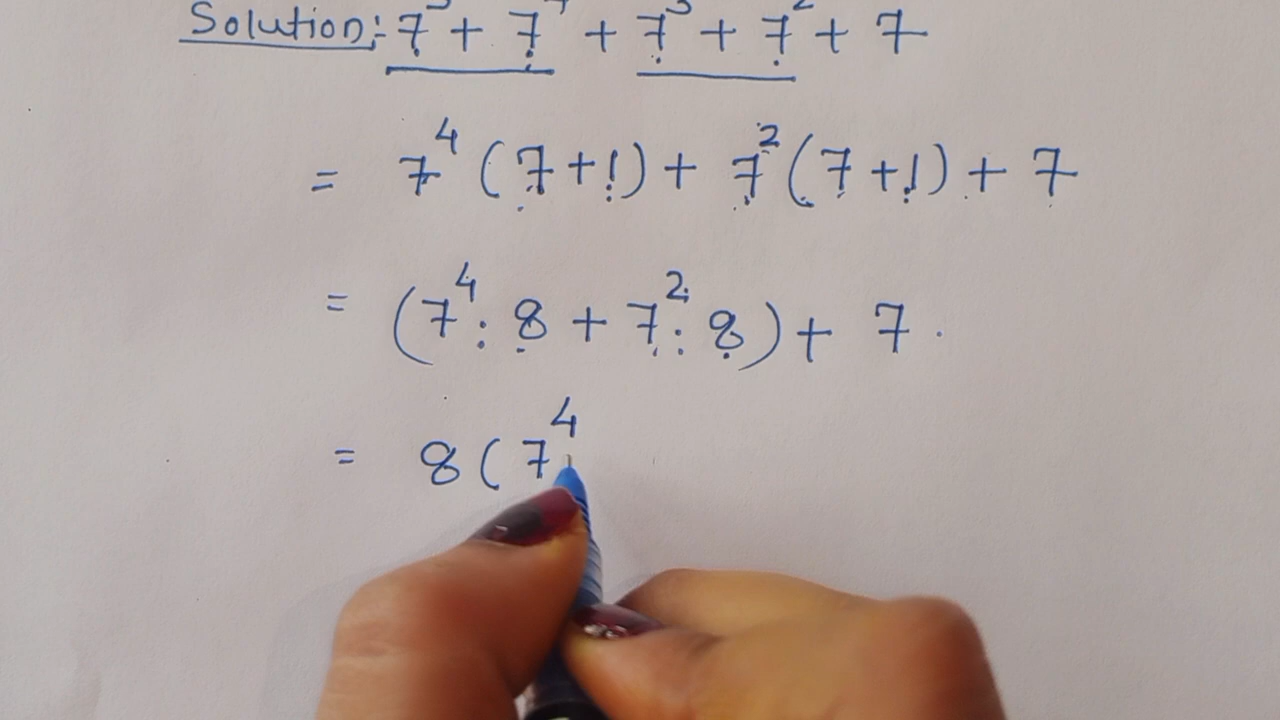 Solution:- 7⁵ + 7⁴ + 7³ + 7² + 7
= 7⁴ (7+1) + 7² (7+1) + 7
= (7⁴ . 8 + 7² . 8) + 7 .
= 8 ( 7⁴